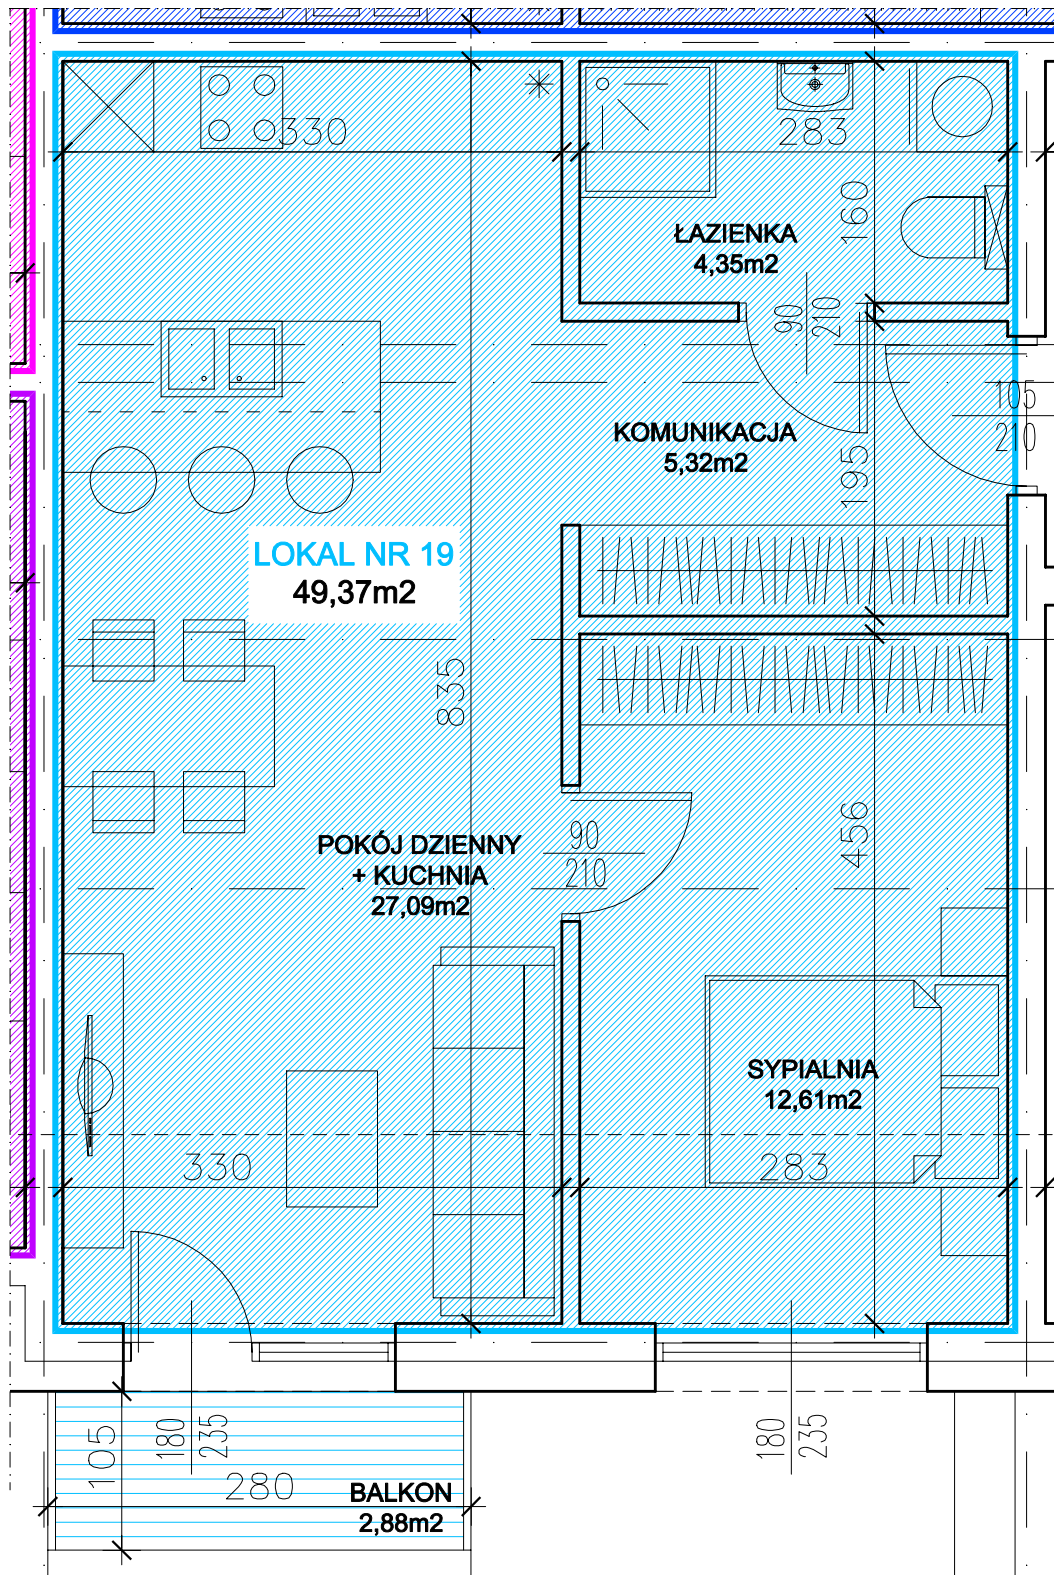 330
283
160
ŁAZIENKA
4,35m2
90
210
105
210
KOMUNIKACJA
5,32m2
195
LOKAL NR 19
49,37m2
835
456
POKÓJ DZIENNY
+ KUCHNIA
27,09m2
90
210
SYPIALNIA
12,61m2
330
283
105
180
235
280
BALKON
2,88m2
180
235